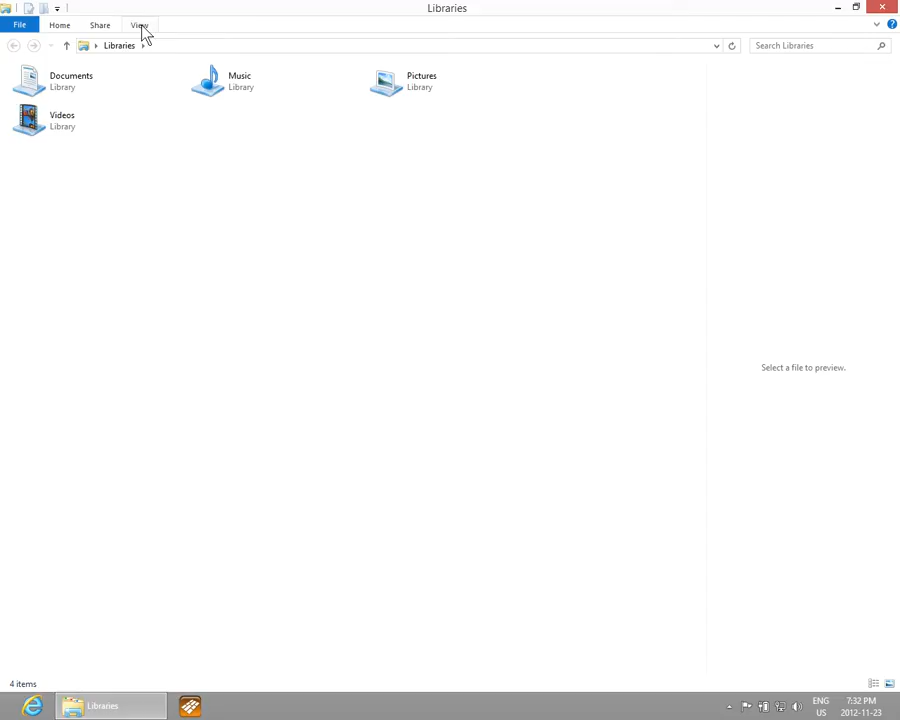 Libraries
File Home Share View
Libraries Search Libraries
Documents
Library
Music
Library
Pictures
Library
Videos
Library
Select a file to preview.
4 items
Libraries
ENG
US
7:32 PM
2012-11-23